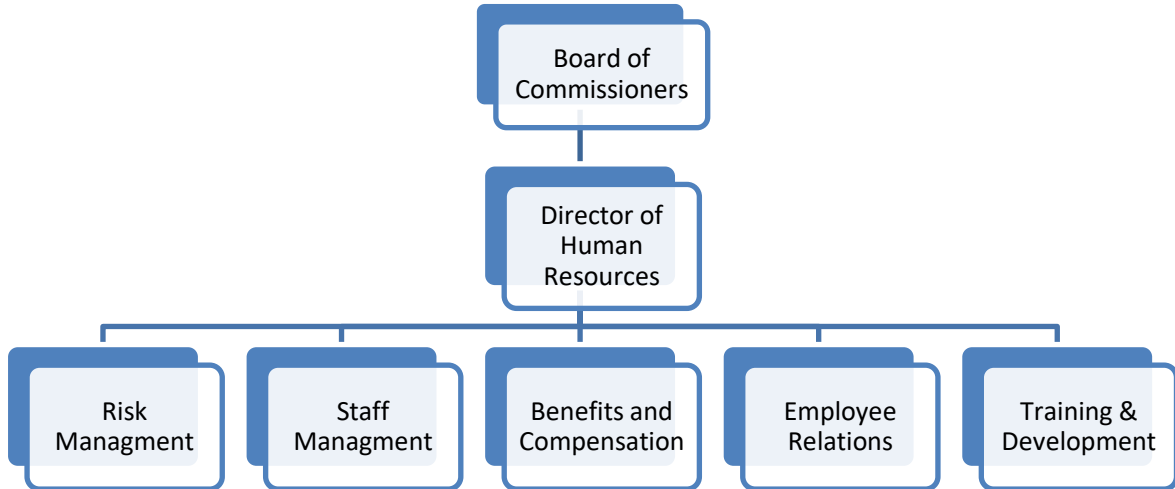 Board of
Commissioners
Director of
Human
Resources
Risk
Managment
Staff
Managment
Benefits and
Compensation
Employee
Relations
Training &
Development